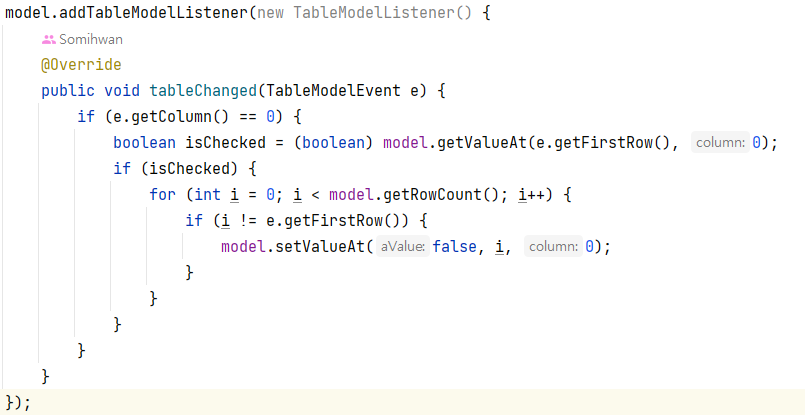 model.addTableModelListener(new TableModelListener() {
Somihwan
@Override
public void tableChanged(TableModelEvent e) {
if (e.getColumn() == 0) {
boolean isChecked = (boolean) model.getValueAt(e.getFirstRow(), column: 0);
if (isChecked) {
for (int i = 0; i < model.getRowCount(); i++) {
if (i != e.getFirstRow()) {
model.setValueAt( aValue: false, i, column: 0);
}
}
}
}
}
});